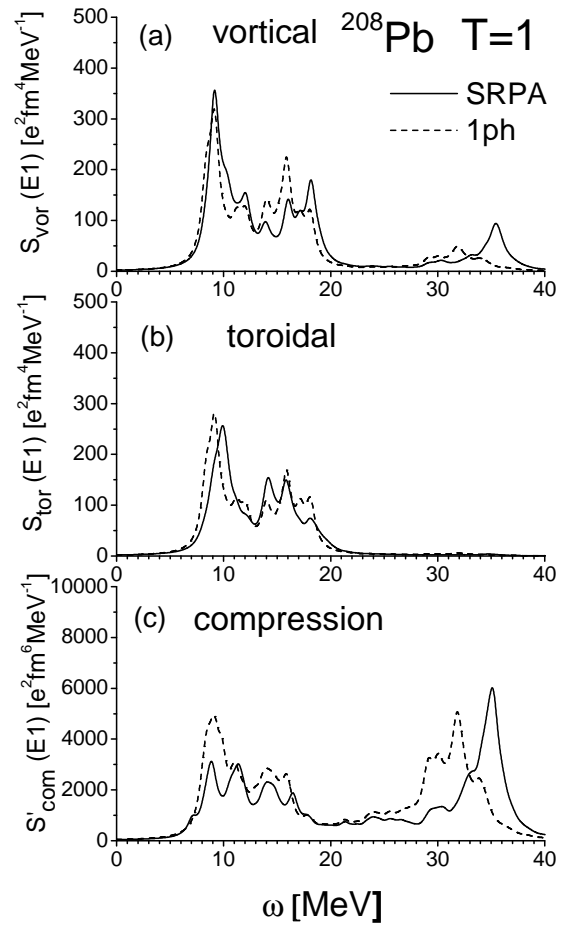 (a) vortical ²⁰⁸Pb T=1
SRPA
1ph
S_vor (E1) [e²fm⁴MeV⁻¹]
500
400
300
200
100
0
0 10 20 30 40
(b) toroidal
S_tor (E1) [e²fm⁴MeV⁻¹]
500
400
300
200
100
0
0 10 20 30 40
(c) compression
S'_com (E1) [e²fm⁶MeV⁻¹]
10000
8000
6000
4000
2000
0
0 10 20 30 40
ω [MeV]